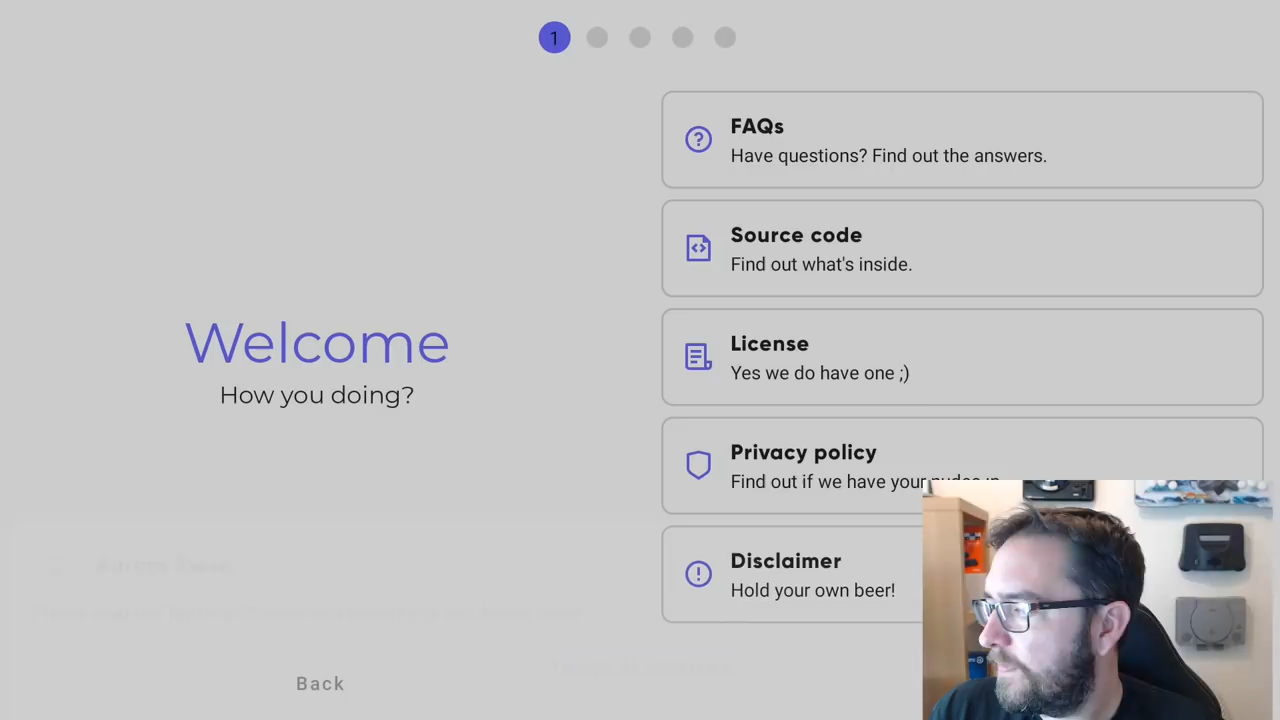 1
Welcome
How you doing?
FAQs
Have questions? Find out the answers.
Source code
Find out what's inside.
License
Yes we do have one ;)
Privacy policy
Find out if we have your
Disclaimer
Hold your own beer!
Back